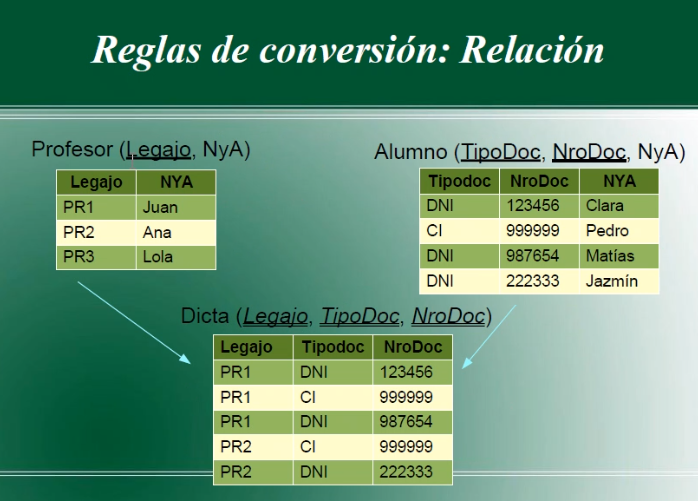 Reglas de conversión: Relación
Profesor (Legajo, NyA)
Legajo NYA
PR1 Juan
PR2 Ana
PR3 Lola
Alumno (TipoDoc, NroDoc, NyA)
Tipodoc NroDoc NYA
DNI 123456 Clara
CI 999999 Pedro
DNI 987654 Matías
DNI 222333 Jazmín
Dicta (Legajo, TipoDoc, NroDoc)
Legajo Tipodoc NroDoc
PR1 DNI 123456
PR1 CI 999999
PR1 DNI 987654
PR2 CI 999999
PR2 DNI 222333